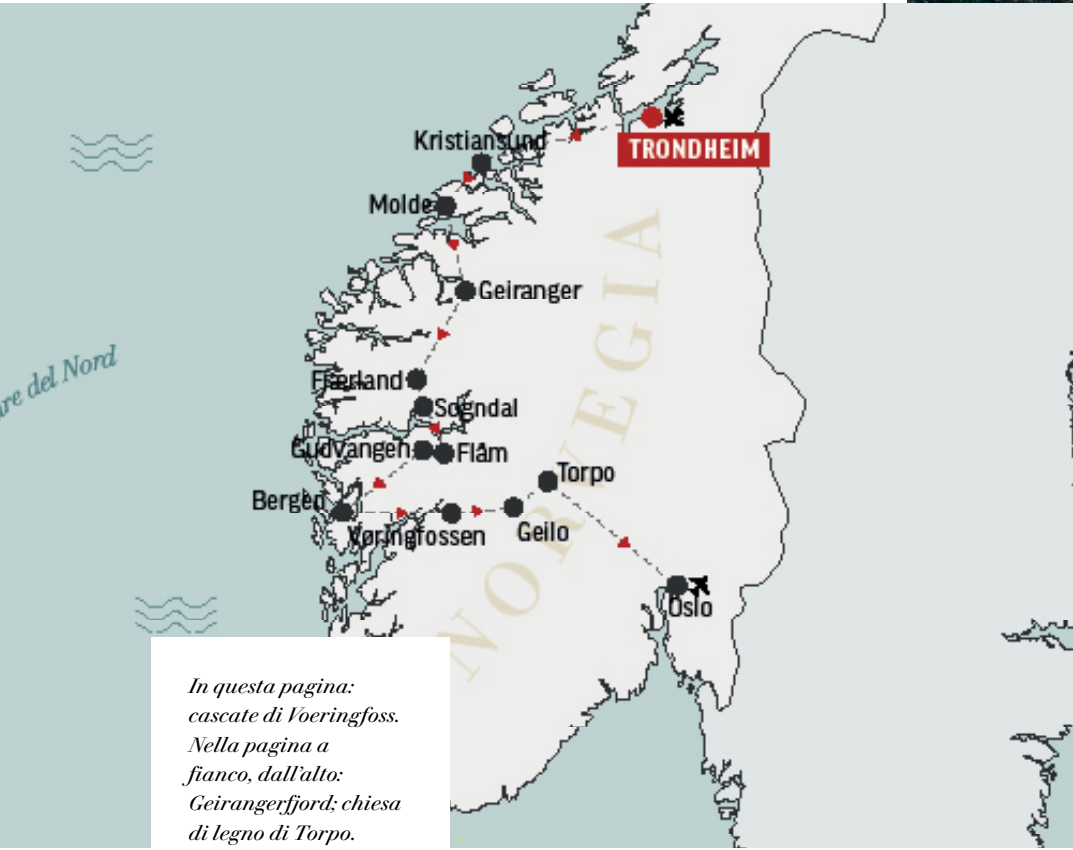 Kristiansund
TRONDHEIM
Molde
Geiranger
Fjærland
Sogndal
Gudvangen
Flåm
Torpo
Bergen
Vøringfossen
Geilo
Oslo
NORVEGIA
del Nord
In questa pagina:
cascate di Voeringfoss.
Nella pagina a
fianco, dall'alto:
Geirangerfjord; chiesa
di legno di Torpo.